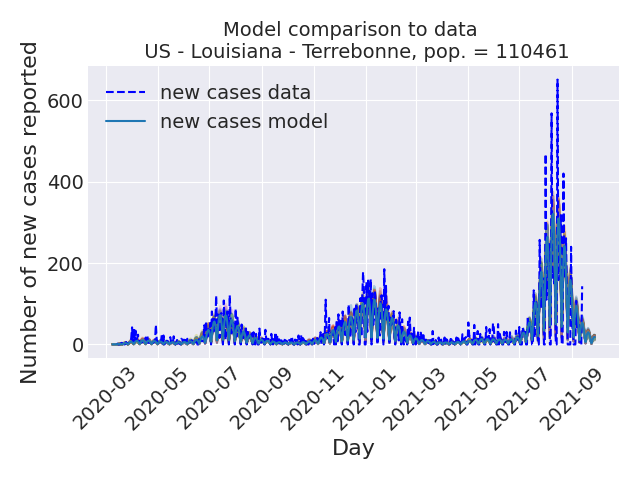 Model comparison to data
US - Louisiana - Terrebonne, pop. = 110461
Number of new cases reported
600
400
200
0
new cases data
new cases model
2020-03
2020-05
2020-07
2020-09
2020-11
2021-01
2021-03
2021-05
2021-07
2021-09
Day